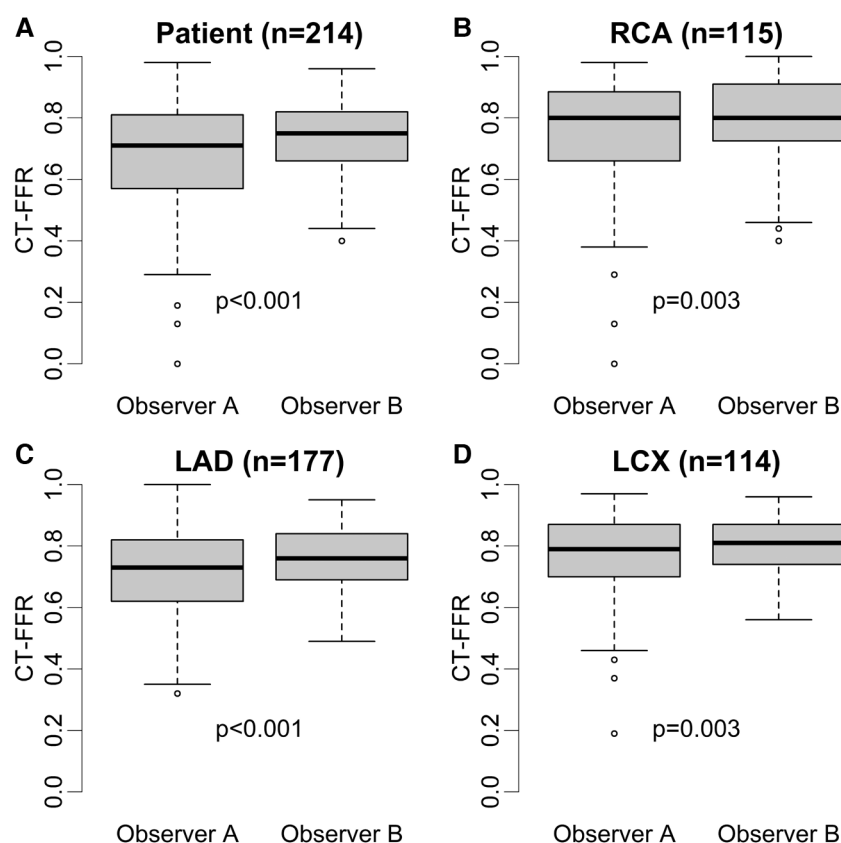 A Patient (n=214)
CT-FFR
0.0 0.2 0.4 0.6 0.8 1.0
p<0.001
Observer A Observer B
B RCA (n=115)
CT-FFR
0.0 0.2 0.4 0.6 0.8 1.0
p=0.003
Observer A Observer B
C LAD (n=177)
CT-FFR
0.0 0.2 0.4 0.6 0.8 1.0
p<0.001
Observer A Observer B
D LCX (n=114)
CT-FFR
0.0 0.2 0.4 0.6 0.8 1.0
p=0.003
Observer A Observer B